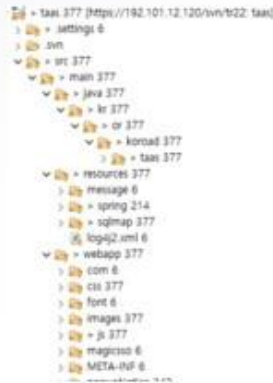 > taas 377 [https://192.101.12.120/svn/tr22: taas]
> .settings 6
> .svn
> src 377
> main 377
> java 377
> kr 377
> or 377
> koroad 377
> taas 377
> resources 377
> message 6
> spring 214
> sqlmap 377
log4j2.xml 6
> webapp 377
> com 6
> css 377
> font 6
> images 377
> js 377
> magicsso 6
> META-INF 6